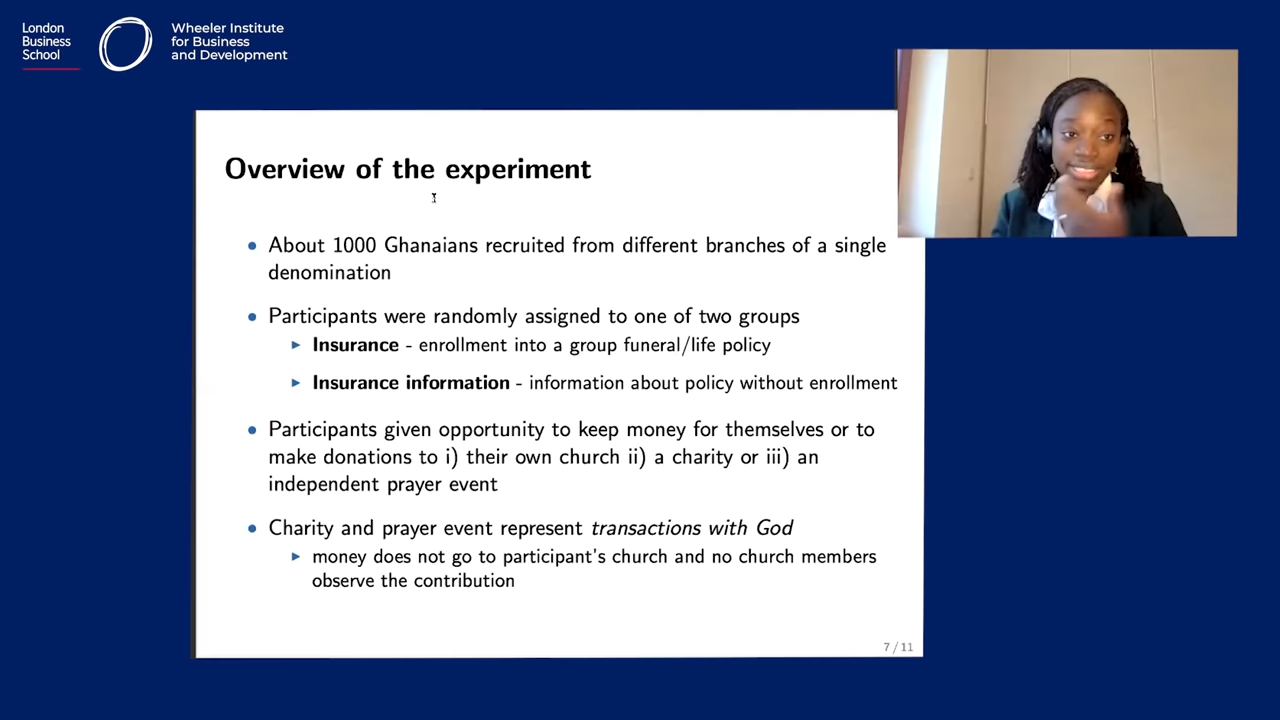 London
Business
School
Wheeler Institute
for Business
and Development
Overview of the experiment
• About 1000 Ghanaians recruited from different branches of a single
denomination
• Participants were randomly assigned to one of two groups
▶ Insurance - enrollment into a group funeral/life policy
▶ Insurance information - information about policy without enrollment
• Participants given opportunity to keep money for themselves or to
make donations to i) their own church ii) a charity or iii) an
independent prayer event
• Charity and prayer event represent transactions with God
▶ money does not go to participant's church and no church members
observe the contribution
7 / 11